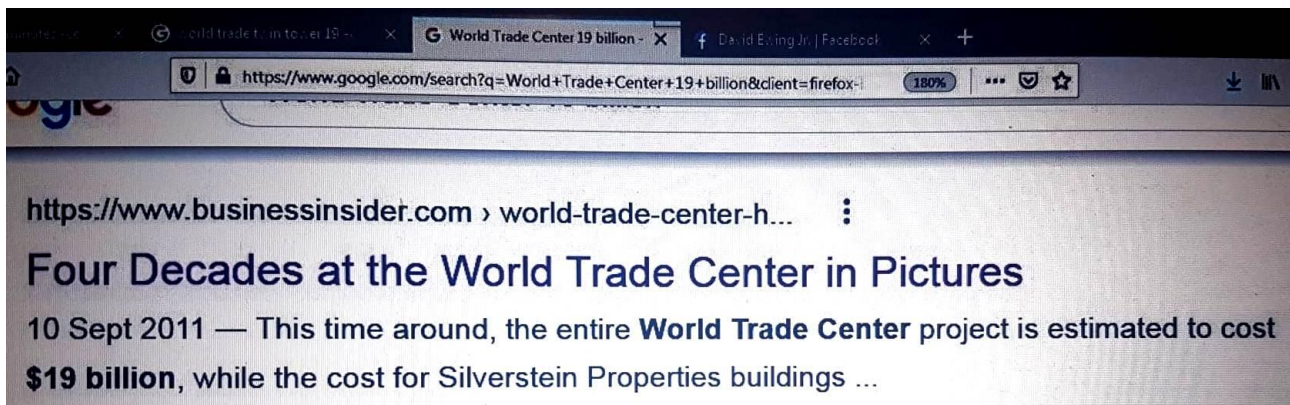 World Trade Center 19 billion -
David Ewing Jr. | Facebook
https://www.google.com/search?q=World+Trade+Center+19+billion&client=firefox-
180%
https://www.businessinsider.com › world-trade-center-h...
Four Decades at the World Trade Center in Pictures
10 Sept 2011 — This time around, the entire World Trade Center project is estimated to cost
$19 billion, while the cost for Silverstein Properties buildings ...